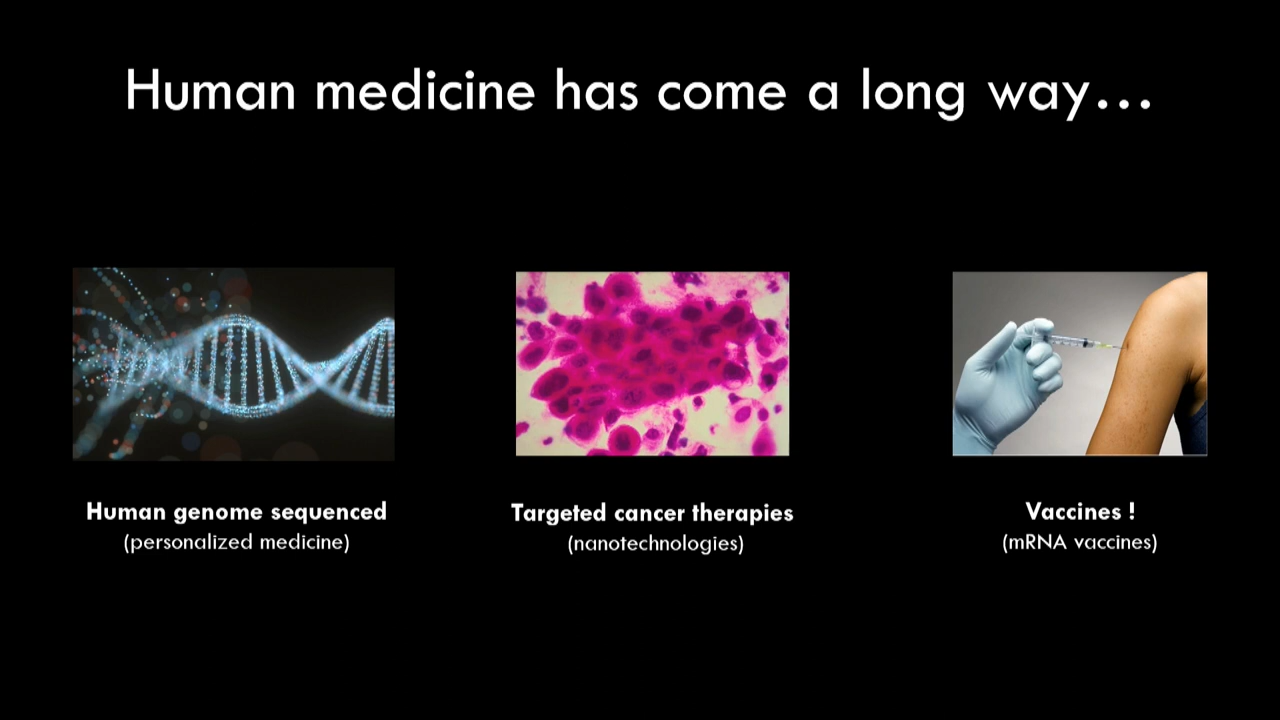 Human medicine has come a long way...
Human genome sequenced
(personalized medicine)
Targeted cancer therapies
(nanotechnologies)
Vaccines !
(mRNA vaccines)